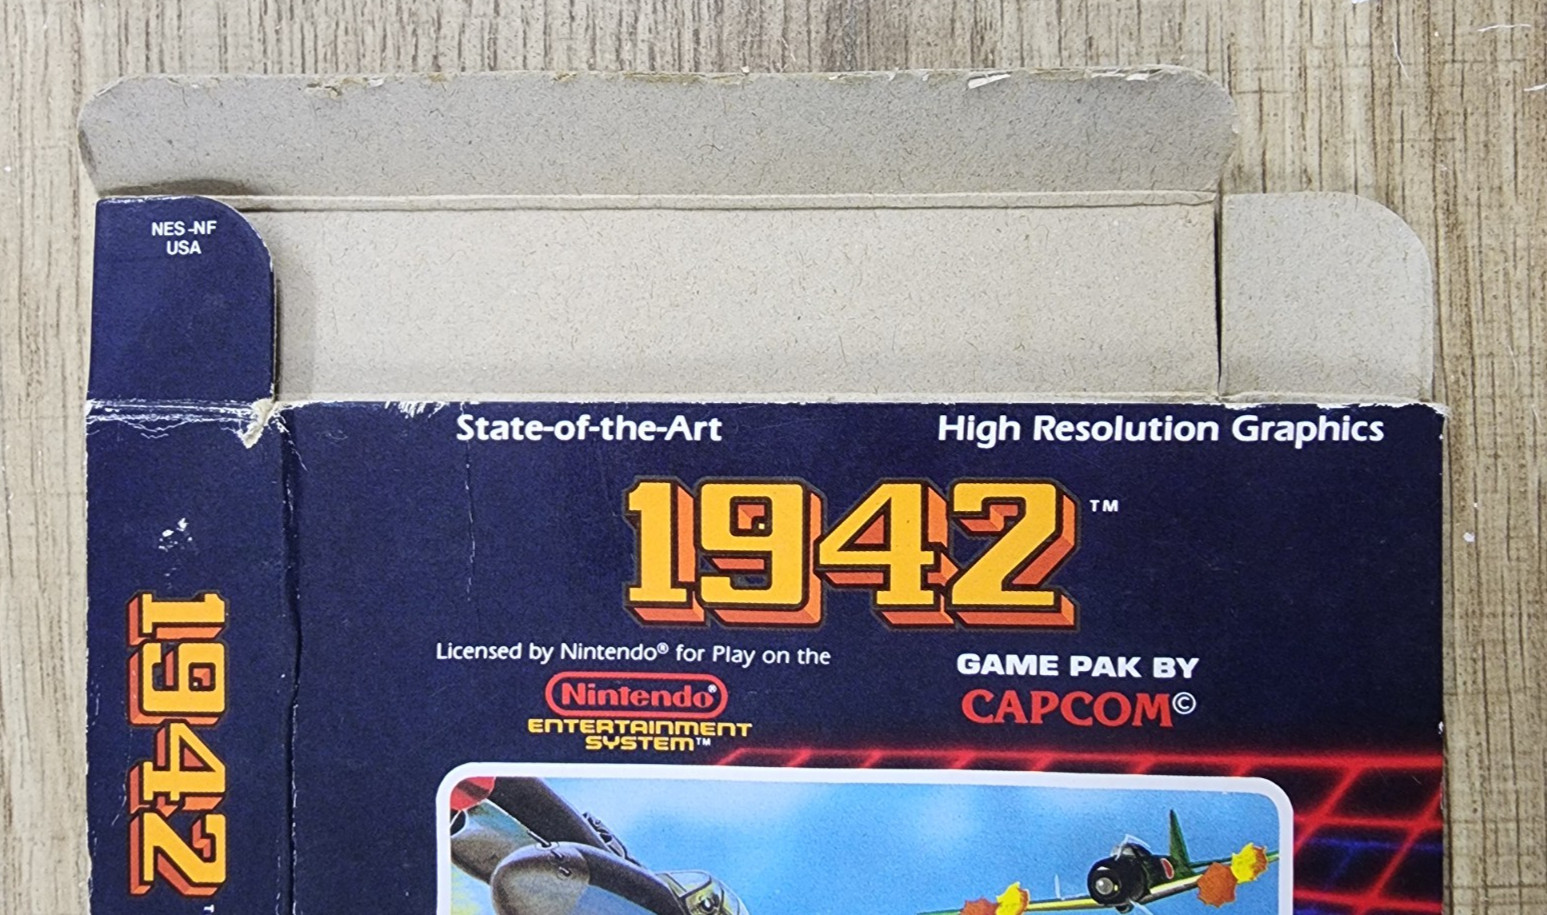 NES-NF
USA
State-of-the-Art
High Resolution Graphics
1942™
Licensed by Nintendo® for Play on the
Nintendo®
ENTERTAINMENT
SYSTEM™
GAME PAK BY
CAPCOM©
1942™